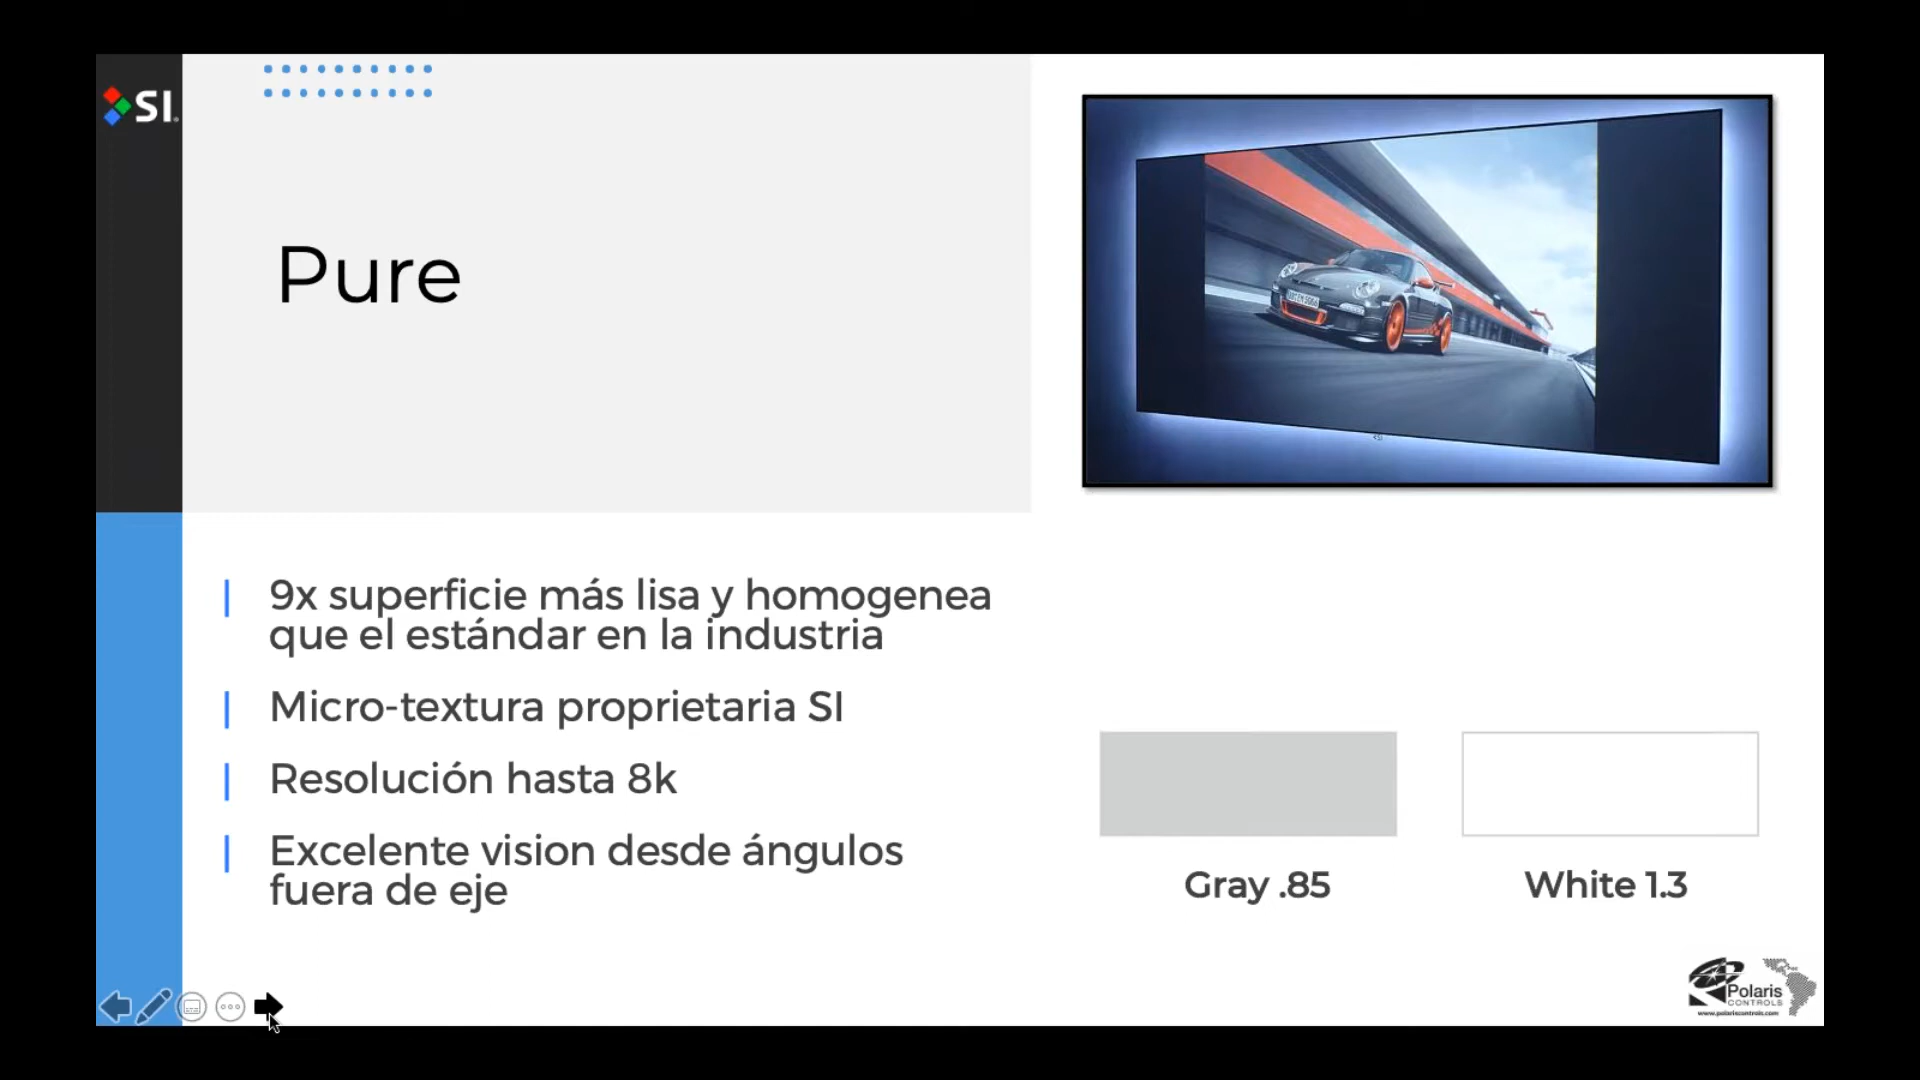 SI
Pure
9x superficie más lisa y homogenea
que el estándar en la industria
Micro-textura proprietaria SI
Resolución hasta 8k
Excelente vision desde ángulos
fuera de eje
Gray .85
White 1.3
Polaris
CONTROLS
www.polariscontrols.com